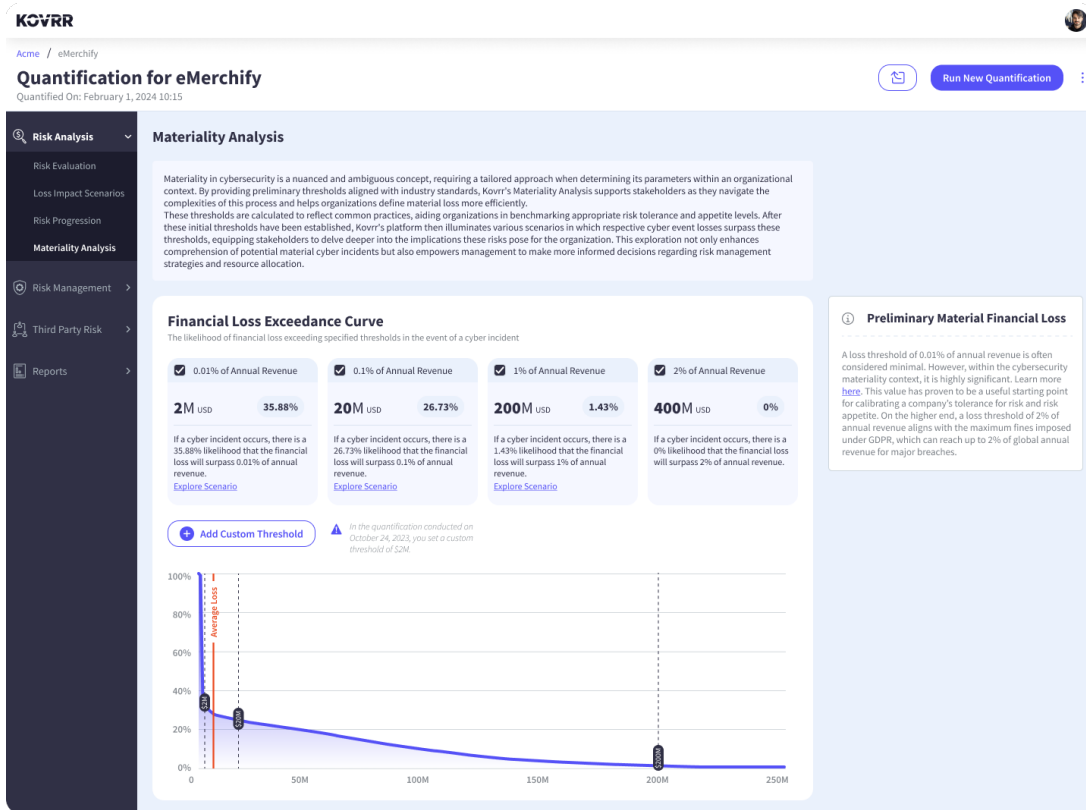 KOVRR
Acme / eMerchify
Quantification for eMerchify
Quantified On: February 1, 2024 10:15
Run New Quantification
Risk Analysis
Risk Evaluation
Loss Impact Scenarios
Risk Progression
Materiality Analysis
Risk Management
Third Party Risk
Reports
Materiality Analysis
Materiality in cybersecurity is a nuanced and ambiguous concept, requiring a tailored approach when determining its parameters within an organizational
context. By providing preliminary thresholds aligned with industry standards, Kovrr's Materiality Analysis supports stakeholders as they navigate the
complexities of this process and helps organizations define material loss more efficiently.
These thresholds are calculated to reflect common practices, aiding organizations in benchmarking appropriate risk tolerance and appetite levels. After
these initial thresholds have been established, Kovrr's platform then illuminates various scenarios in which respective cyber event losses surpass these
thresholds, equipping stakeholders to delve deeper into the implications these risks pose for the organization. This exploration not only enhances
comprehension of potential material cyber incidents but also empowers management to make more informed decisions regarding risk management
strategies and resource allocation.
Financial Loss Exceedance Curve
The likelihood of financial loss exceeding specified thresholds in the event of a cyber incident
0.01% of Annual Revenue
2M USD 35.88%
If a cyber incident occurs, there is a
35.88% likelihood that the financial
loss will surpass 0.01% of annual
revenue.
Explore Scenario
0.1% of Annual Revenue
20M USD 26.73%
If a cyber incident occurs, there is a
26.73% likelihood that the financial
loss will surpass 0.1% of annual
revenue.
Explore Scenario
1% of Annual Revenue
200M USD 1.43%
If a cyber incident occurs, there is a
1.43% likelihood that the financial
loss will surpass 1% of annual
revenue.
Explore Scenario
2% of Annual Revenue
400M USD 0%
If a cyber incident occurs, there is a
0% likelihood that the financial loss
will surpass 2% of annual revenue.
Add Custom Threshold
In the quantification conducted on
October 24, 2023, you set a custom
threshold of $2M.
100%
80%
60%
40%
20%
0%
Average Loss
$2M
$20M
$200M
0
50M
100M
150M
200M
250M
Preliminary Material Financial Loss
A loss threshold of 0.01% of annual revenue is often
considered minimal. However, within the cybersecurity
materiality context, it is highly significant. Learn more
here. This value has proven to be a useful starting point
for calibrating a company's tolerance for risk and risk
appetite. On the higher end, a loss threshold of 2% of
annual revenue aligns with the maximum fines imposed
under GDPR, which can reach up to 2% of global annual
revenue for major breaches.